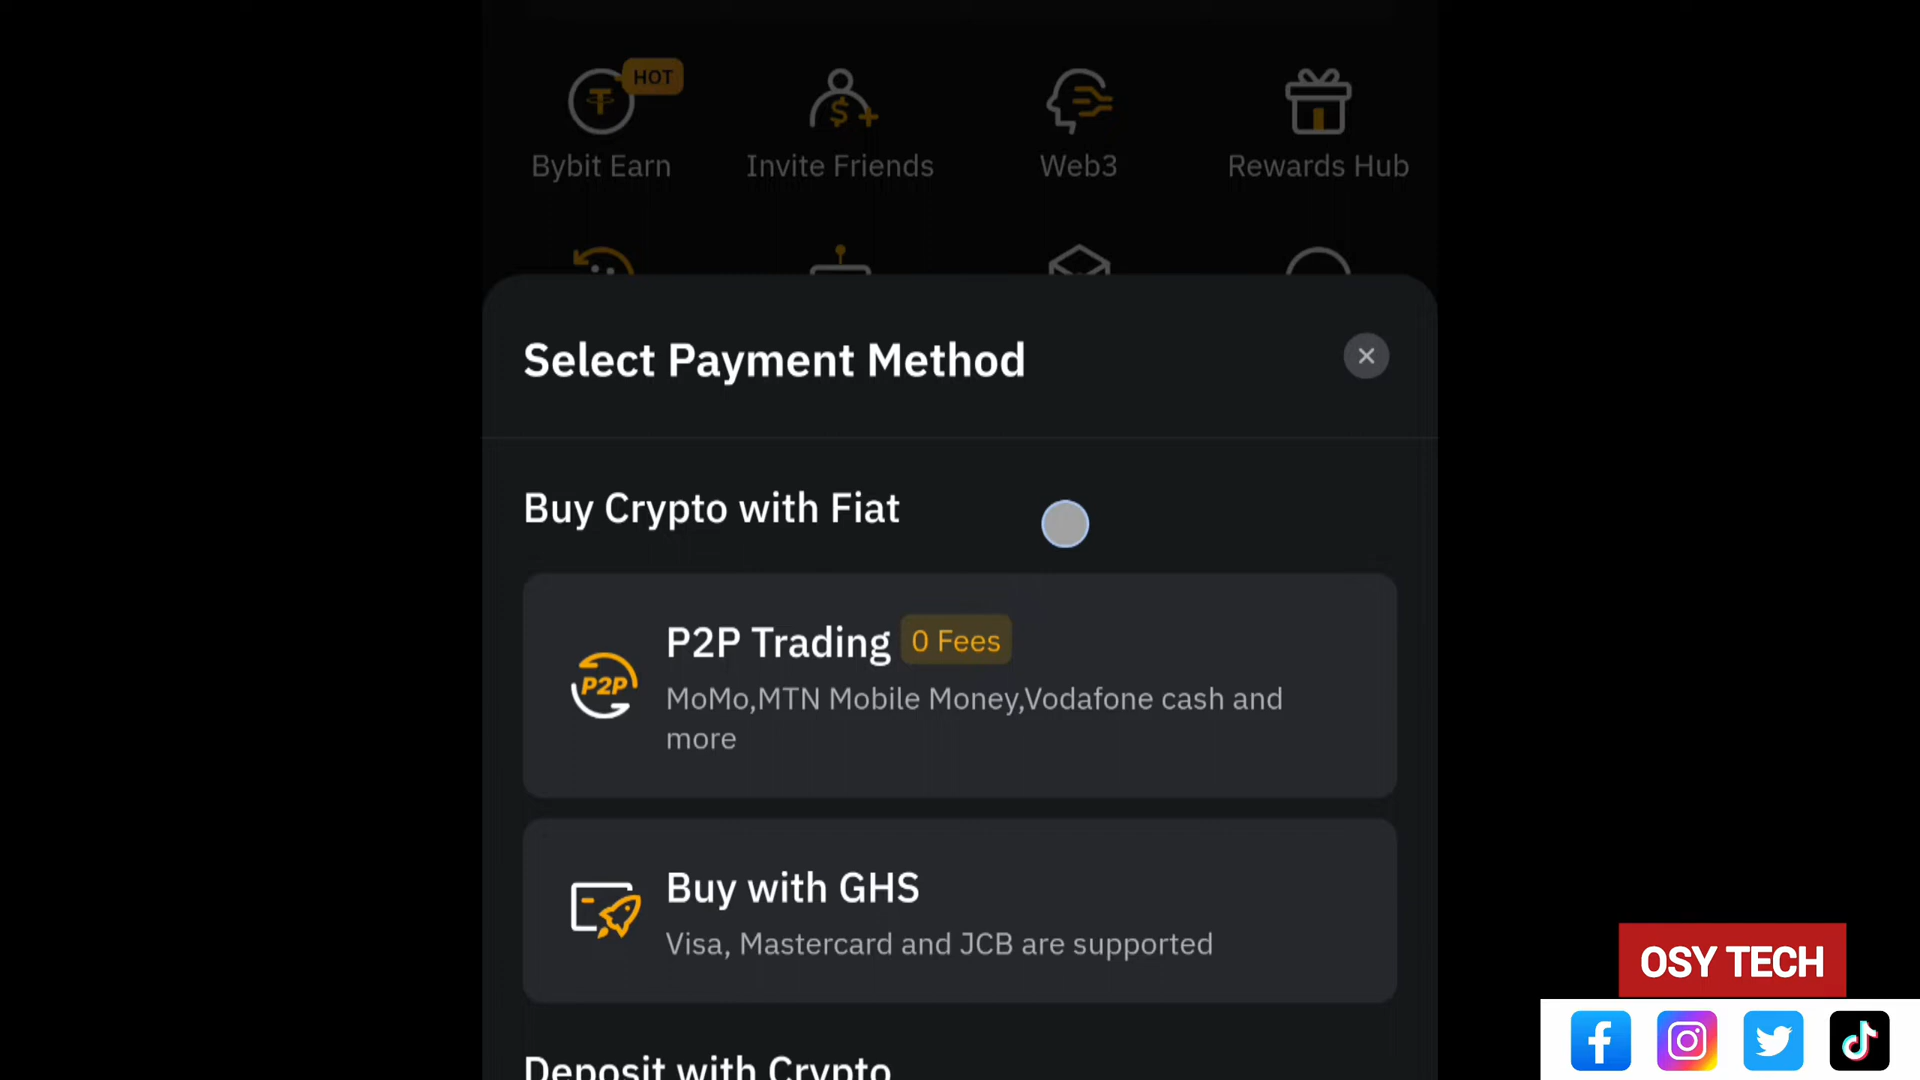 HOT
Bybit Earn
Invite Friends
Web3
Rewards Hub
Select Payment Method
Buy Crypto with Fiat
P2P Trading 0 Fees
P2P
MoMo,MTN Mobile Money,Vodafone cash and
more
Buy with GHS
Visa, Mastercard and JCB are supported
Deposit with Crypto
OSY TECH